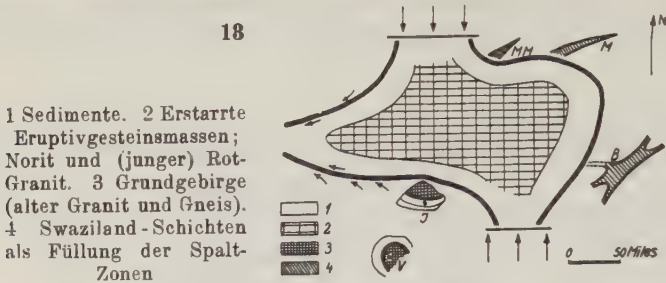 18
1 Sedimente. 2 Erstarrte
Eruptivgesteinsmassen;
Norit und (junger) Rot-
Granit. 3 Grundgebirge
(alter Granit und Gneis).
4 Swaziland-Schichten
als Füllung der Spalt-
Zonen
MM
M
N
B
J
V
1
2
3
4
0 50 Miles